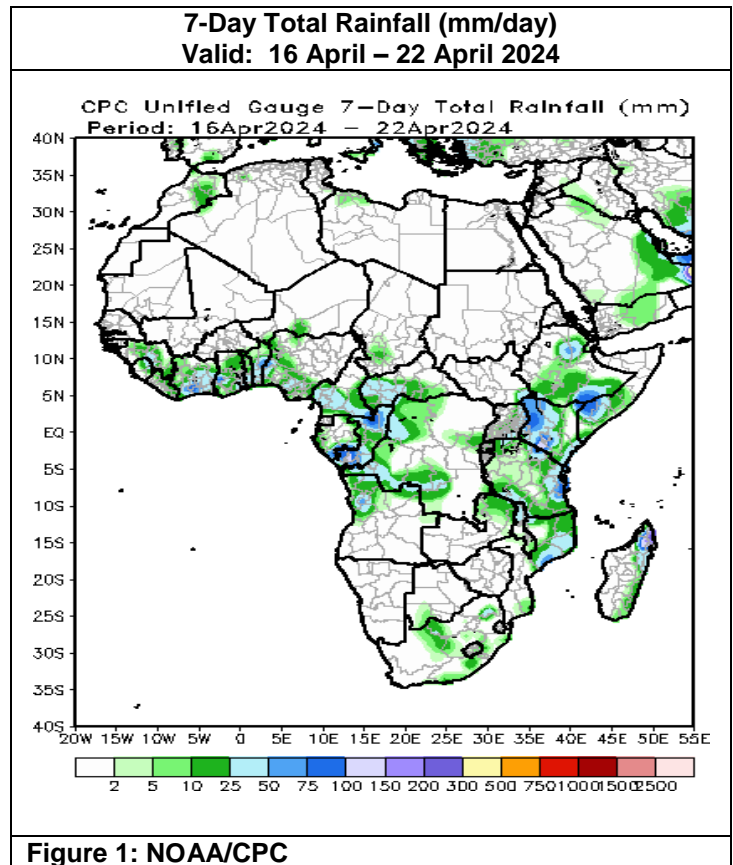 7-Day Total Rainfall (mm/day)
Valid: 16 April – 22 April 2024
CPC Unified Gauge 7-Day Total Rainfall (mm)
Period: 16Apr2024 – 22Apr2024
40N
35N
30N
25N
20N
15N
10N
5N
EQ
5S
10S
15S
20S
25S
30S
35S
40S
20W 15W 10W 5W 0 5E 10E 15E 20E 25E 30E 35E 40E 45E 50E 55E
2 5 10 25 50 75 100 150 200 300 500 750 1000 1500 2500
Figure 1: NOAA/CPC